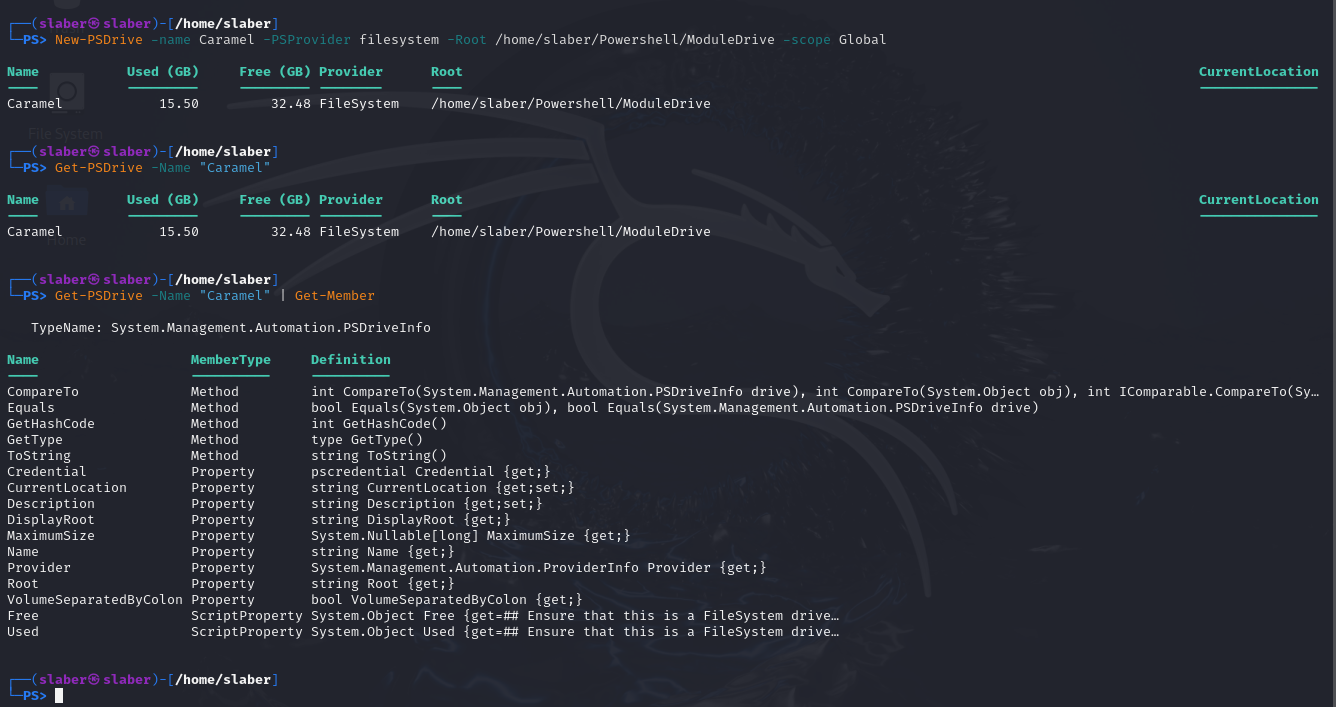 ┌──(slaber㉿slaber)-[/home/slaber]
└─PS> New-PSDrive -name Caramel -PSProvider filesystem -Root /home/slaber/Powershell/ModuleDrive -scope Global
Name Used (GB) Free (GB) Provider Root CurrentLocation
---- --------- --------- -------- ---- ---------------
Caramel 15.50 32.48 FileSystem /home/slaber/Powershell/ModuleDrive
File System
┌──(slaber㉿slaber)-[/home/slaber]
└─PS> Get-PSDrive -Name "Caramel"
Name Used (GB) Free (GB) Provider Root CurrentLocation
---- --------- --------- -------- ---- ---------------
Caramel 15.50 32.48 FileSystem /home/slaber/Powershell/ModuleDrive
Home
┌──(slaber㉿slaber)-[/home/slaber]
└─PS> Get-PSDrive -Name "Caramel" | Get-Member
TypeName: System.Management.Automation.PSDriveInfo
Name MemberType Definition
---- ---------- ----------
CompareTo Method int CompareTo(System.Management.Automation.PSDriveInfo drive), int CompareTo(System.Object obj), int IComparable.CompareTo(Sy…
Equals Method bool Equals(System.Object obj), bool Equals(System.Management.Automation.PSDriveInfo drive)
GetHashCode Method int GetHashCode()
GetType Method type GetType()
ToString Method string ToString()
Credential Property pscredential Credential {get;}
CurrentLocation Property string CurrentLocation {get;set;}
Description Property string Description {get;set;}
DisplayRoot Property string DisplayRoot {get;}
MaximumSize Property System.Nullable[long] MaximumSize {get;}
Name Property string Name {get;}
Provider Property System.Management.Automation.ProviderInfo Provider {get;}
Root Property string Root {get;}
VolumeSeparatedByColon Property bool VolumeSeparatedByColon {get;}
Free ScriptProperty System.Object Free {get=## Ensure that this is a FileSystem drive…
Used ScriptProperty System.Object Used {get=## Ensure that this is a FileSystem drive…
┌──(slaber㉿slaber)-[/home/slaber]
└─PS>